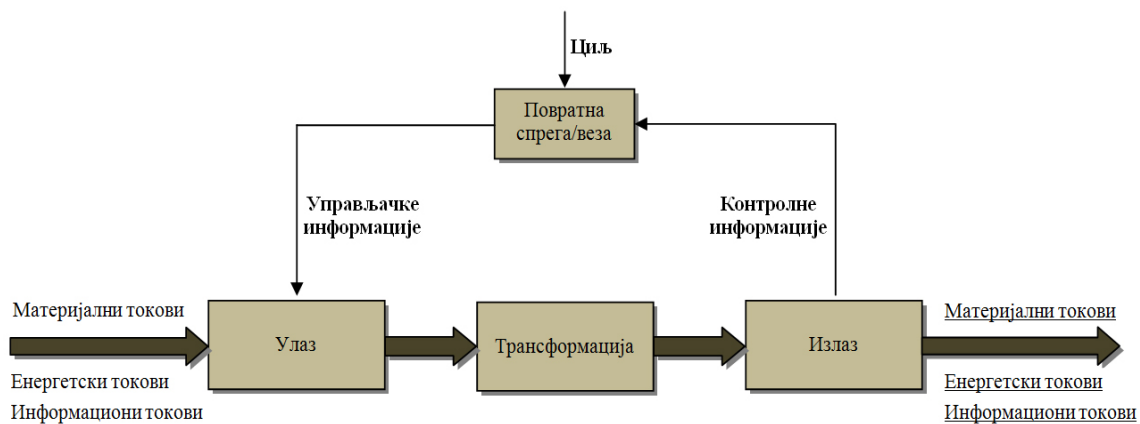 Циљ
Повратна
спрега/веза
Управљачке
информације
Контролне
информације
Материјални токови
Енергетски токови
Информациони токови
Улаз
Трансформација
Излаз
Материјални токови
Енергетски токови
Информациони токови